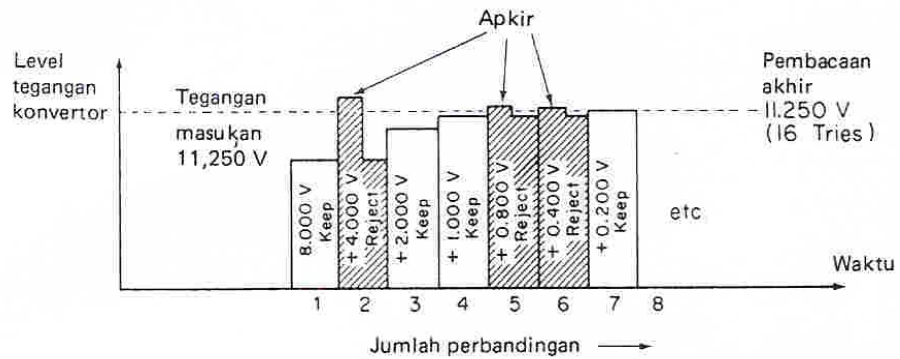 Apkir
Level
tegangan
konvertor
Tegangan
masukan
11,250 V
Pembacaan
akhir
11.250 V
(16 Tries)
8.000 V
Keep
+ 4.000 V
Reject
+ 2.000 V
Keep
+ 1.000 V
Keep
+ 0.800 V
Reject
+ 0.400 V
Reject
+ 0.200 V
Keep
etc
Waktu
1 2 3 4 5 6 7 8
Jumlah perbandingan